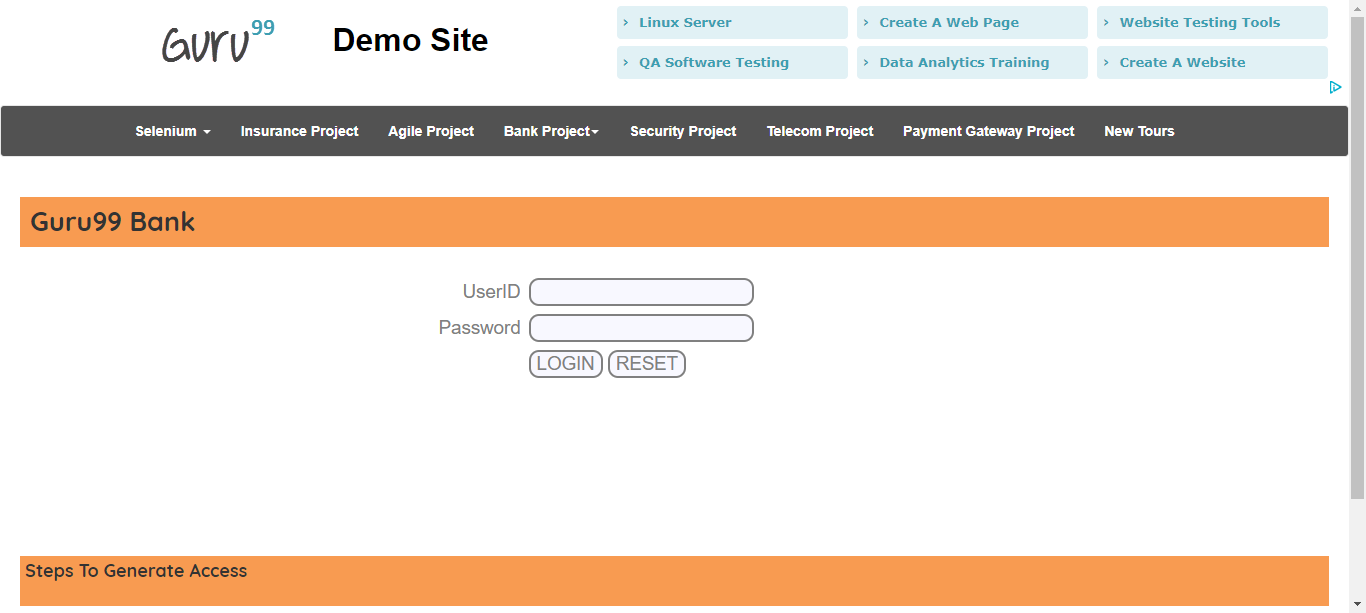 Guru99 Demo Site
Linux Server Create A Web Page Website Testing Tools
QA Software Testing Data Analytics Training Create A Website
Selenium Insurance Project Agile Project Bank Project Security Project Telecom Project Payment Gateway Project New Tours
Guru99 Bank
UserID
Password
LOGIN RESET
Steps To Generate Access